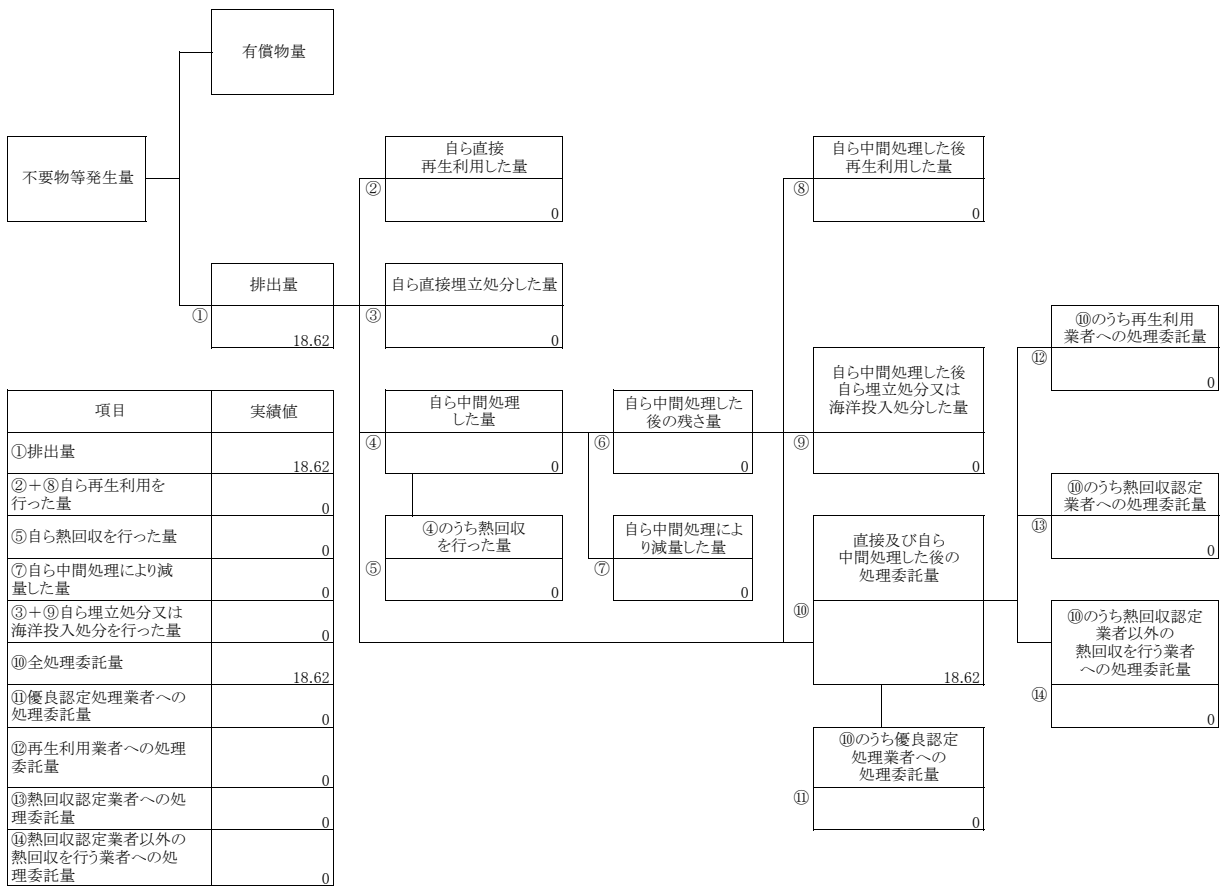 有償物量
不要物等発生量
自ら直接
再生利用した量
②
0
自ら中間処理した後
再生利用した量
⑧
0
排出量
①
18.62
自ら直接埋立処分した量
③
0
⑩のうち再生利用
業者への処理委託量
⑫
0
自ら中間処理
した量
④
0
自ら中間処理した
後の残さ量
⑥
0
自ら中間処理した後
自ら埋立処分又は
海洋投入処分した量
⑨
0
⑩のうち熱回収認定
業者への処理委託量
⑬
0
④のうち熱回収
を行った量
⑤
0
自ら中間処理によ
り減量した量
⑦
0
直接及び自ら
中間処理した後の
処理委託量
⑩
18.62
⑩のうち熱回収認定
業者以外の
熱回収を行う業者
への処理委託量
⑭
0
⑩のうち優良認定
処理業者への
処理委託量
⑪
0
項目 実績値
①排出量
18.62
②+⑧自ら再生利用を
行った量
0
⑤自ら熱回収を行った量
0
⑦自ら中間処理により減
量した量
0
③+⑨自ら埋立処分又は
海洋投入処分を行った量
0
⑩全処理委託量
18.62
⑪優良認定処理業者への
処理委託量
0
⑫再生利用業者への処理
委託量
0
⑬熱回収認定業者への処
理委託量
0
⑭熱回収認定業者以外の
熱回収を行う業者への処
理委託量
0